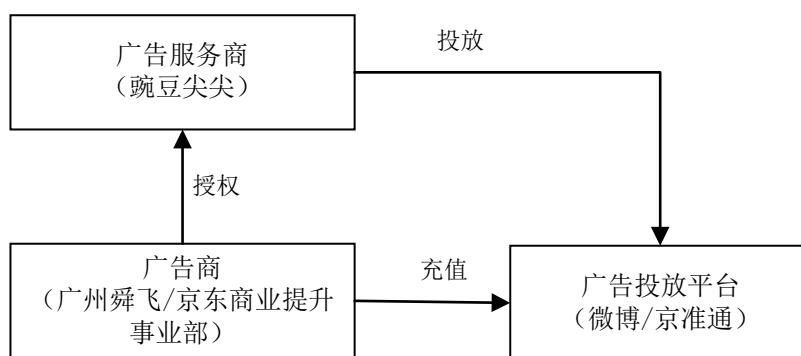 广告服务商
（豌豆尖尖）
投放
授权
广告商
（广州舜飞/京东商业提升
事业部）
充值
广告投放平台
（微博/京准通）